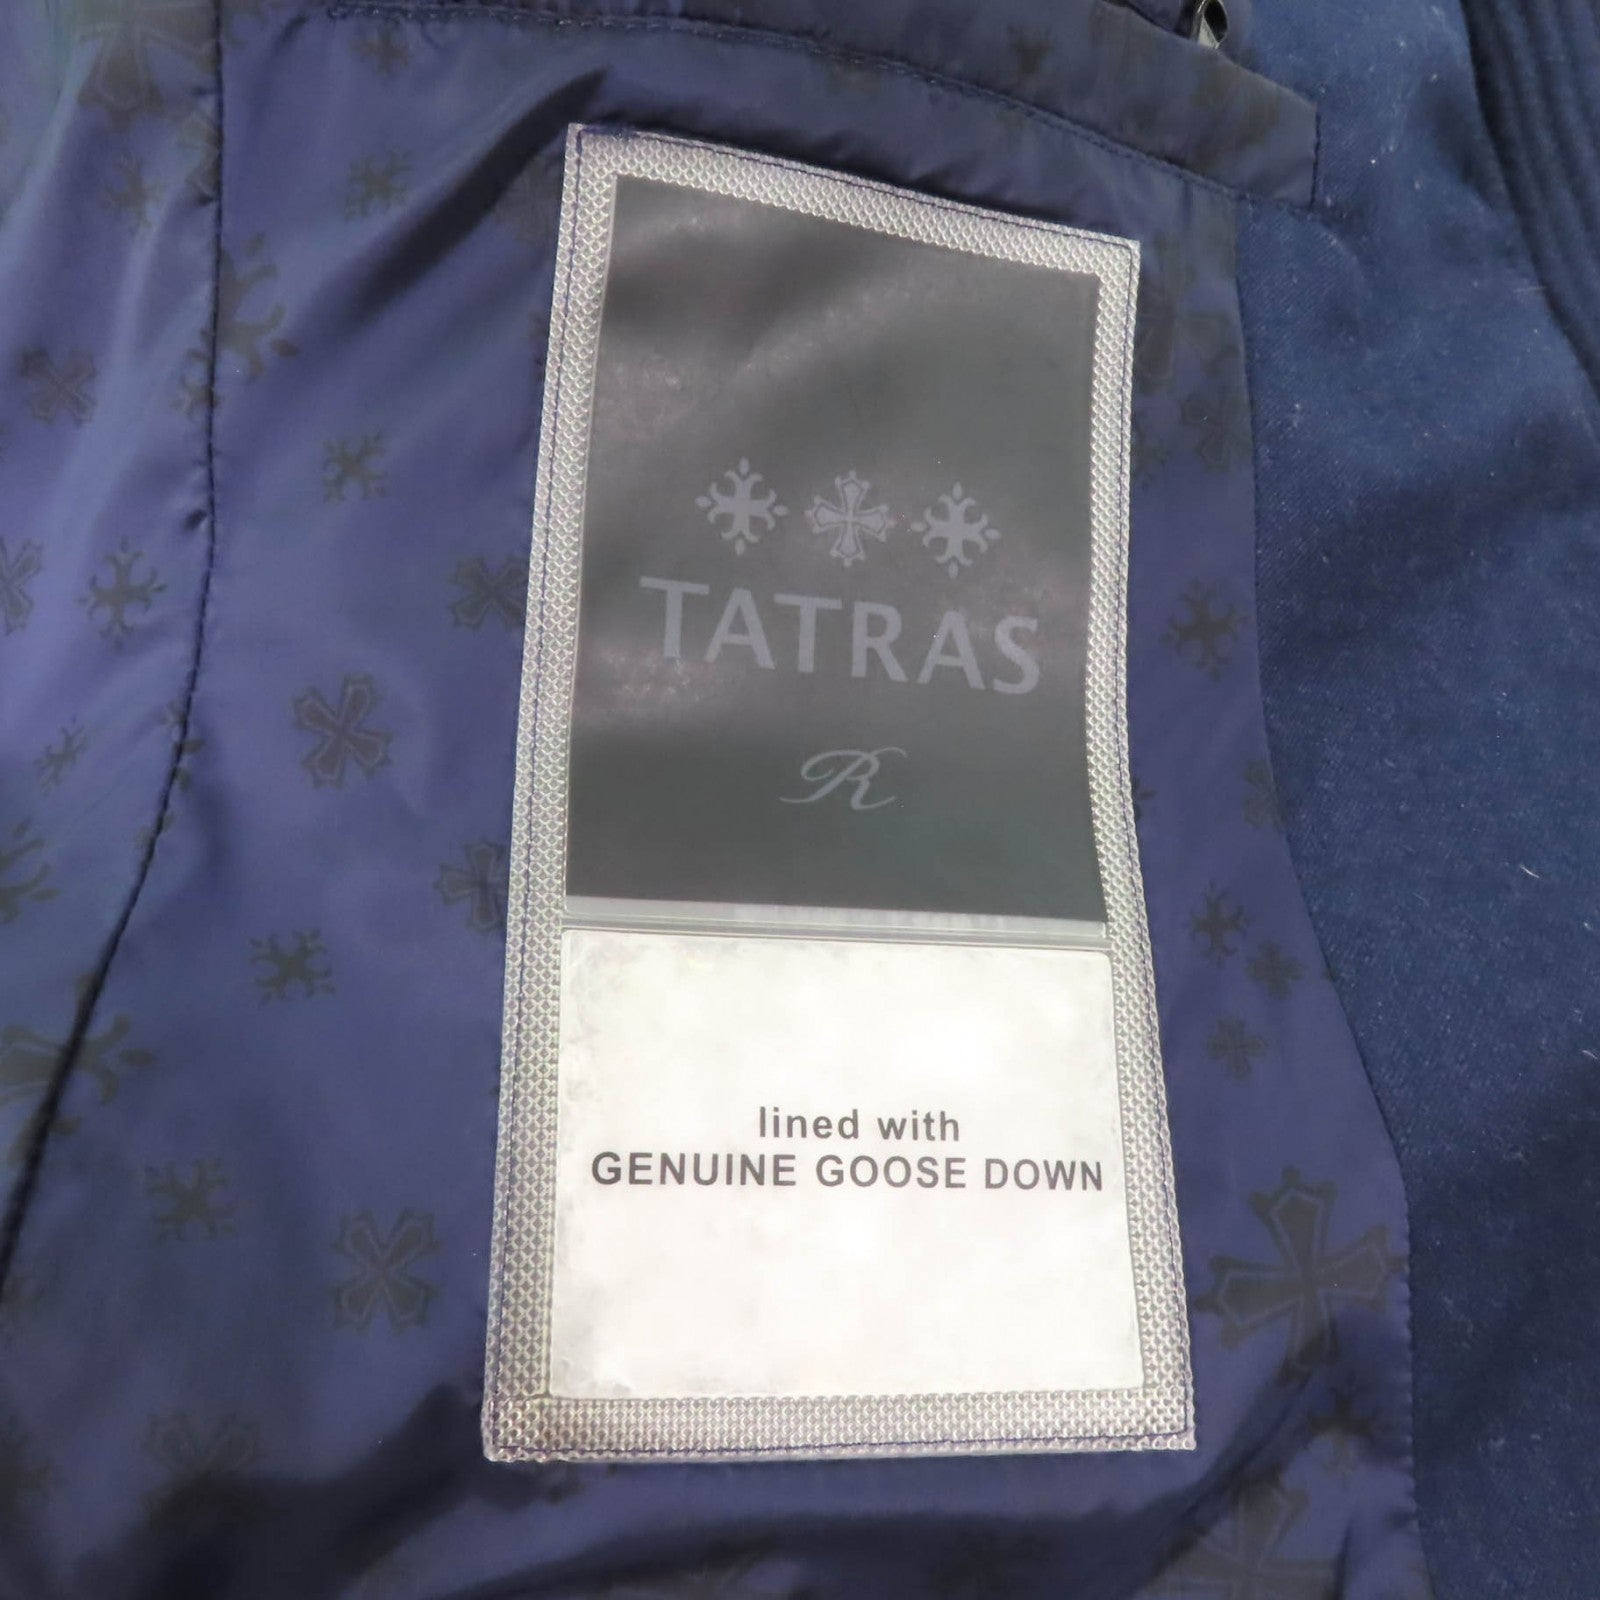 TATRAS
R
lined with
GENUINE GOOSE DOWN